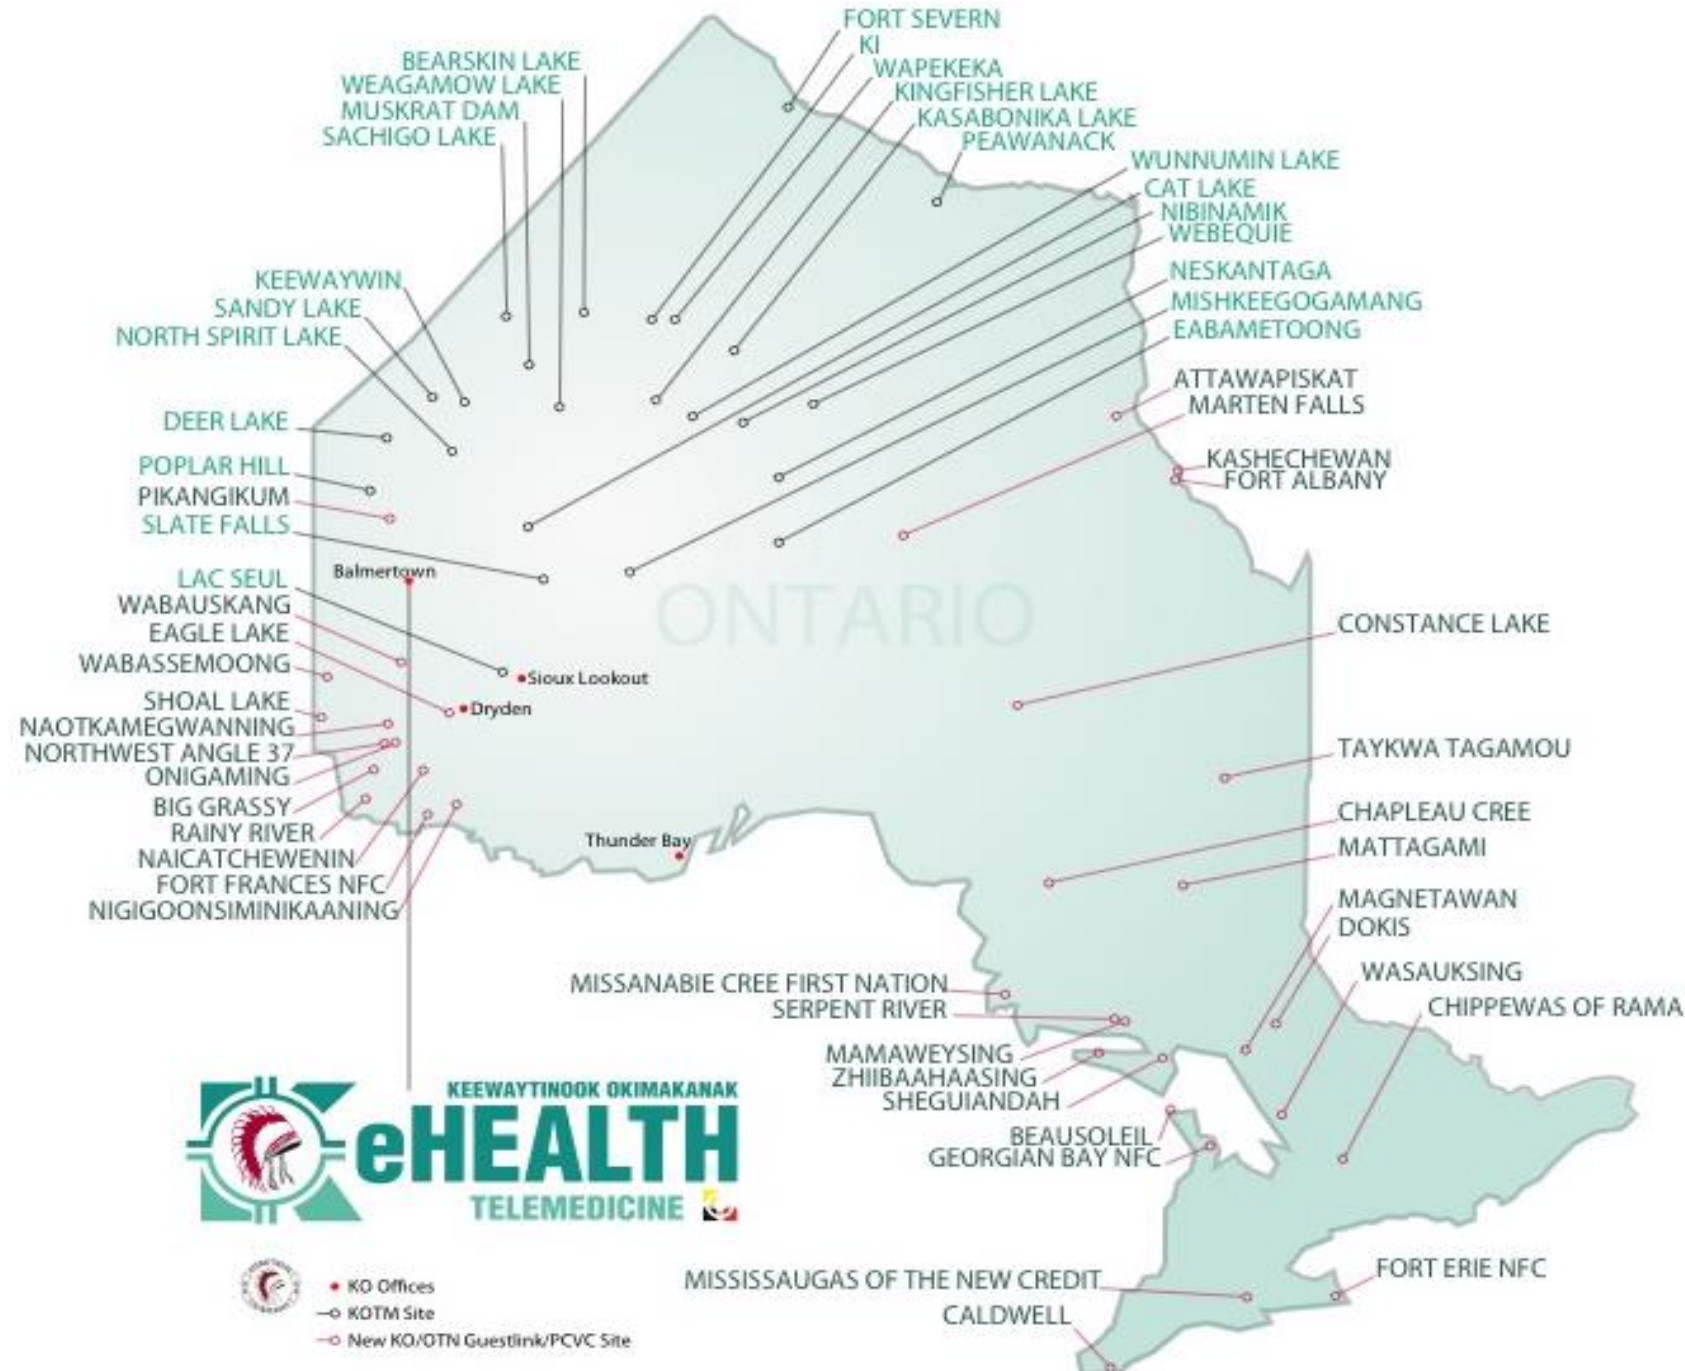 FORT SEVERN
KI
WAPEKEKA
KINGFISHER LAKE
KASABONIKA LAKE
PEAWANACK
BEARSKIN LAKE
WEAGAMOW LAKE
MUSKRAT DAM
SACHIGO LAKE
WUNNUMIN LAKE
CAT LAKE
NIBINAMIK
WEBEQUIE
NESKANTAGA
MISHKEEGOGAMANG
EABAMETOONG
KEEWAYWIN
SANDY LAKE
NORTH SPIRIT LAKE
ATTAWAPISKAT
MARTEN FALLS
KASHECHEWAN
FORT ALBANY
DEER LAKE
POPLAR HILL
PIKANGIKUM
SLATE FALLS
Balmertown
LAC SEUL
WABAUSKANG
EAGLE LAKE
WABASSEMOONG
SHOAL LAKE
NAOTKAMEGWANNING
NORTHWEST ANGLE 37
ONIGAMING
BIG GRASSY
RAINY RIVER
NAICATCHEWENIN
FORT FRANCES NFC
NIGIGOONSIMINIKAANING
ONTARIO
Sioux Lookout
Dryden
Thunder Bay
CONSTANCE LAKE
TAYKWA TAGAMOU
CHAPLEAU CREE
MATTAGAMI
MAGNETAWAN
DOKIS
WASAUKSING
CHIPPEWAS OF RAMA
MISSANABIE CREE FIRST NATION
SERPENT RIVER
MAMAWEYSING
ZHIIBAAHAASING
SHEGUIANDAH
BEAUSOLEIL
GEORGIAN BAY NFC
KEEWAYTINOOK OKIMAKANAK
eHEALTH
TELEMEDICINE
MISSISSAUGAS OF THE NEW CREDIT
CALDWELL
FORT ERIE NFC
KO Offices
KOTM Site
New KO/OTN Guestlink/PCVC Site